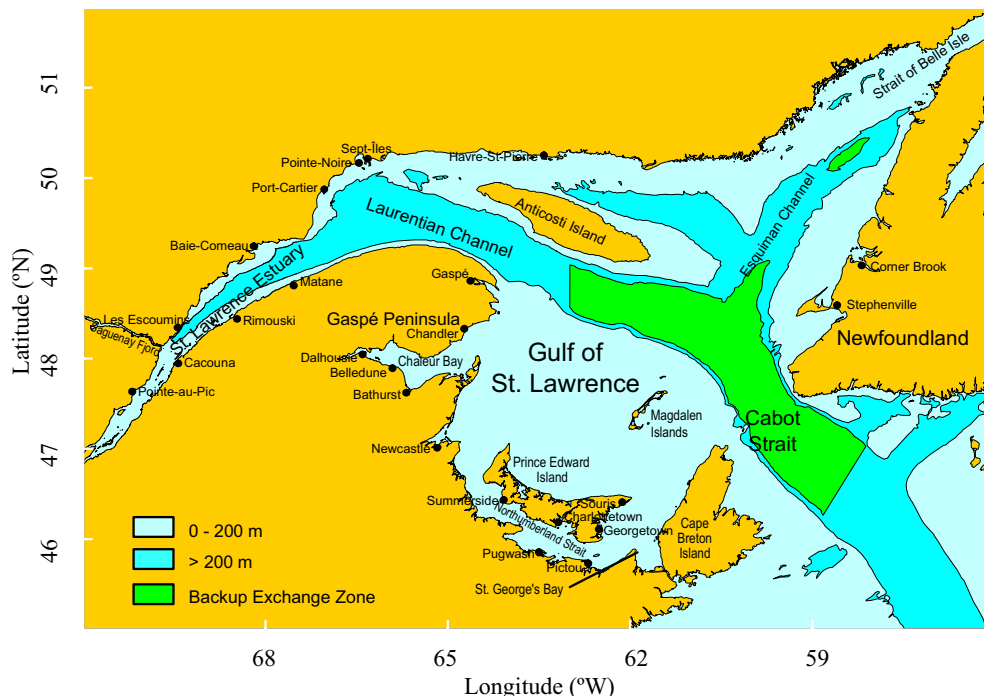 Strait of Belle Isle
51
Sept-Îles
Pointe-Noire
Havre-St-Pierre
50
Port-Cartier
Anticosti Island
Laurentian Channel
Esquiman Channel
Baie-Comeau
Corner Brook
49
Gaspé
Matane
St. Lawrence Estuary
Stephenville
Les Escoumins
Rimouski
Gaspé Peninsula
Newfoundland
Saguenay Fjord
Chandler
Latitude (ºN)
48
Cacouna
Dalhousie
Chaleur Bay
Gulf of
St. Lawrence
Belledune
Pointe-au-Pic
Bathurst
Magdalen
Islands
Cabot
Strait
47
Newcastle
Prince Edward
Island
Summerside
Souris
Charlottetown
Northumberland Strait
Georgetown
Cape
Breton
Island
0 - 200 m
46
Pugwash
> 200 m
Pictou
St. George's Bay
Backup Exchange Zone
68
65
62
59
Longitude (ºW)